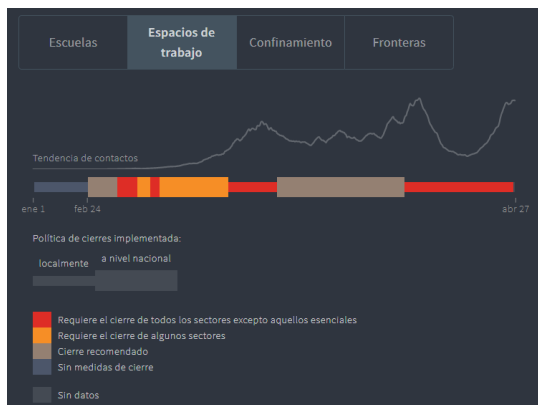 Escuelas
Espacios de
trabajo
Confinamiento
Fronteras
Tendencia de contactos
ene 1
feb 24
abr 27
Política de cierres implementada:
localmente
a nivel nacional
Requiere el cierre de todos los sectores excepto aquellos esenciales
Requiere el cierre de algunos sectores
Cierre recomendado
Sin medidas de cierre
Sin datos